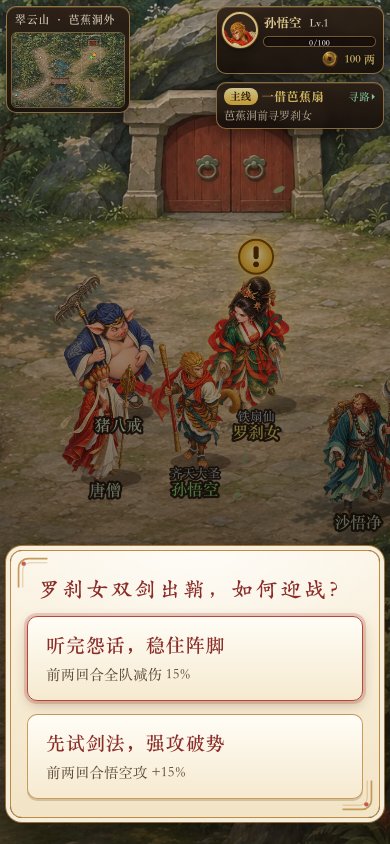 翠云山 · 芭蕉洞外
孙悟空 Lv.1
0/100
100 两
主线 一借芭蕉扇 寻路
芭蕉洞前寻罗刹女
!
猪八戒
唐僧
齐天大圣
孙悟空
铁扇仙
罗刹女
沙悟净
罗刹女双剑出鞘，如何迎战？
听完怨话，稳住阵脚
前两回合全队减伤 15%
先试剑法，强攻破势
前两回合悟空攻 +15%